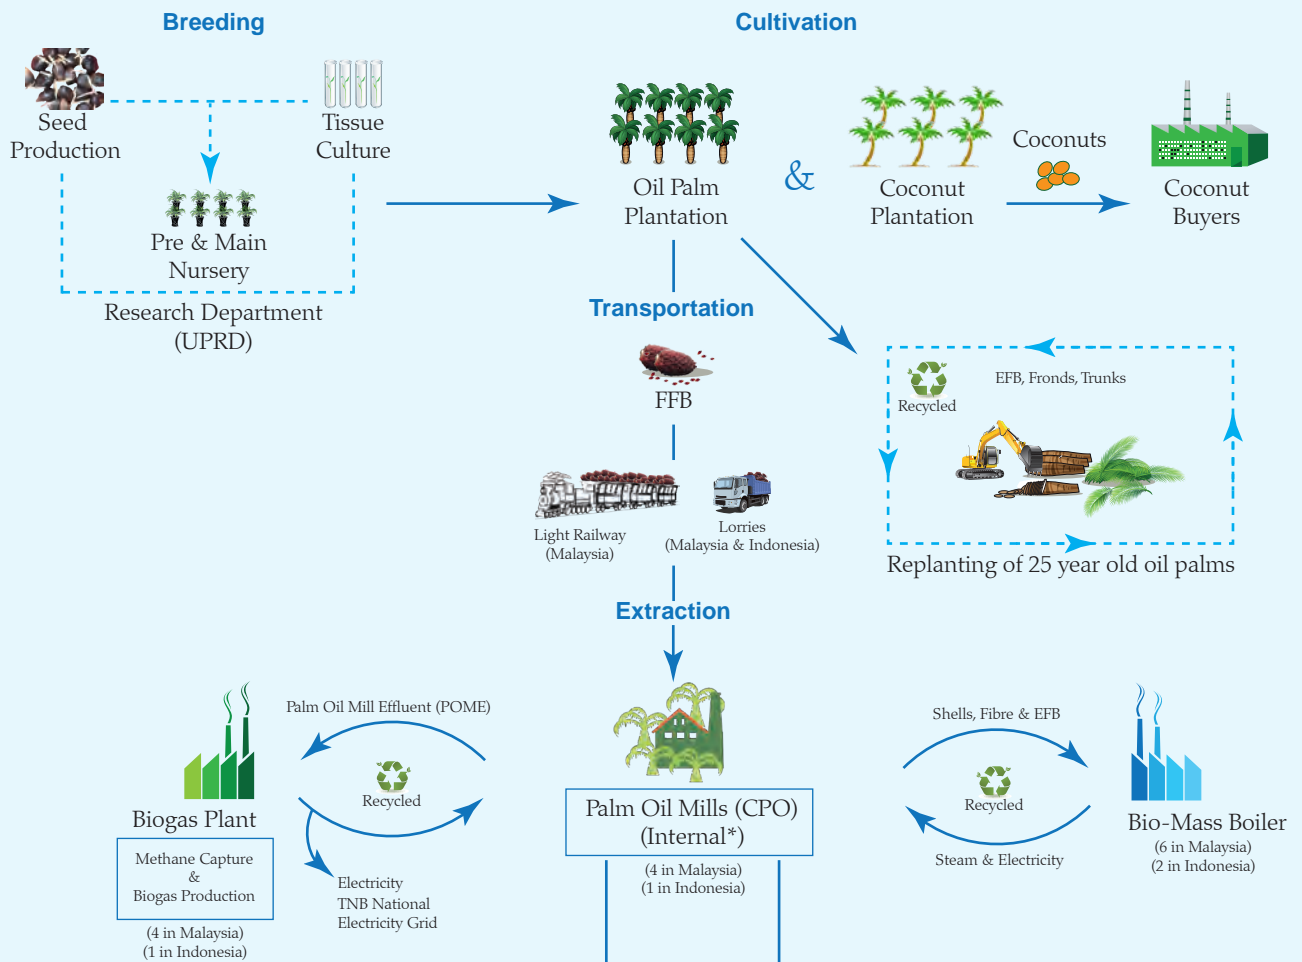 Breeding
Cultivation
Seed
Production
Tissue
Culture
Pre & Main
Nursery
Research Department
(UPRD)
Oil Palm
Plantation
&
Coconut
Plantation
Coconuts
Coconut
Buyers
Transportation
FFB
Light Railway
(Malaysia)
Lorries
(Malaysia & Indonesia)
Recycled
EFB, Fronds, Trunks
Replanting of 25 year old oil palms
Extraction
Palm Oil Mill Effluent (POME)
Recycled
Biogas Plant
Methane Capture
&
Biogas Production
(4 in Malaysia)
(1 in Indonesia)
Electricity
TNB National
Electricity Grid
Palm Oil Mills (CPO)
(Internal*)
(4 in Malaysia)
(1 in Indonesia)
Shells, Fibre & EFB
Recycled
Steam & Electricity
Bio-Mass Boiler
(6 in Malaysia)
(2 in Indonesia)